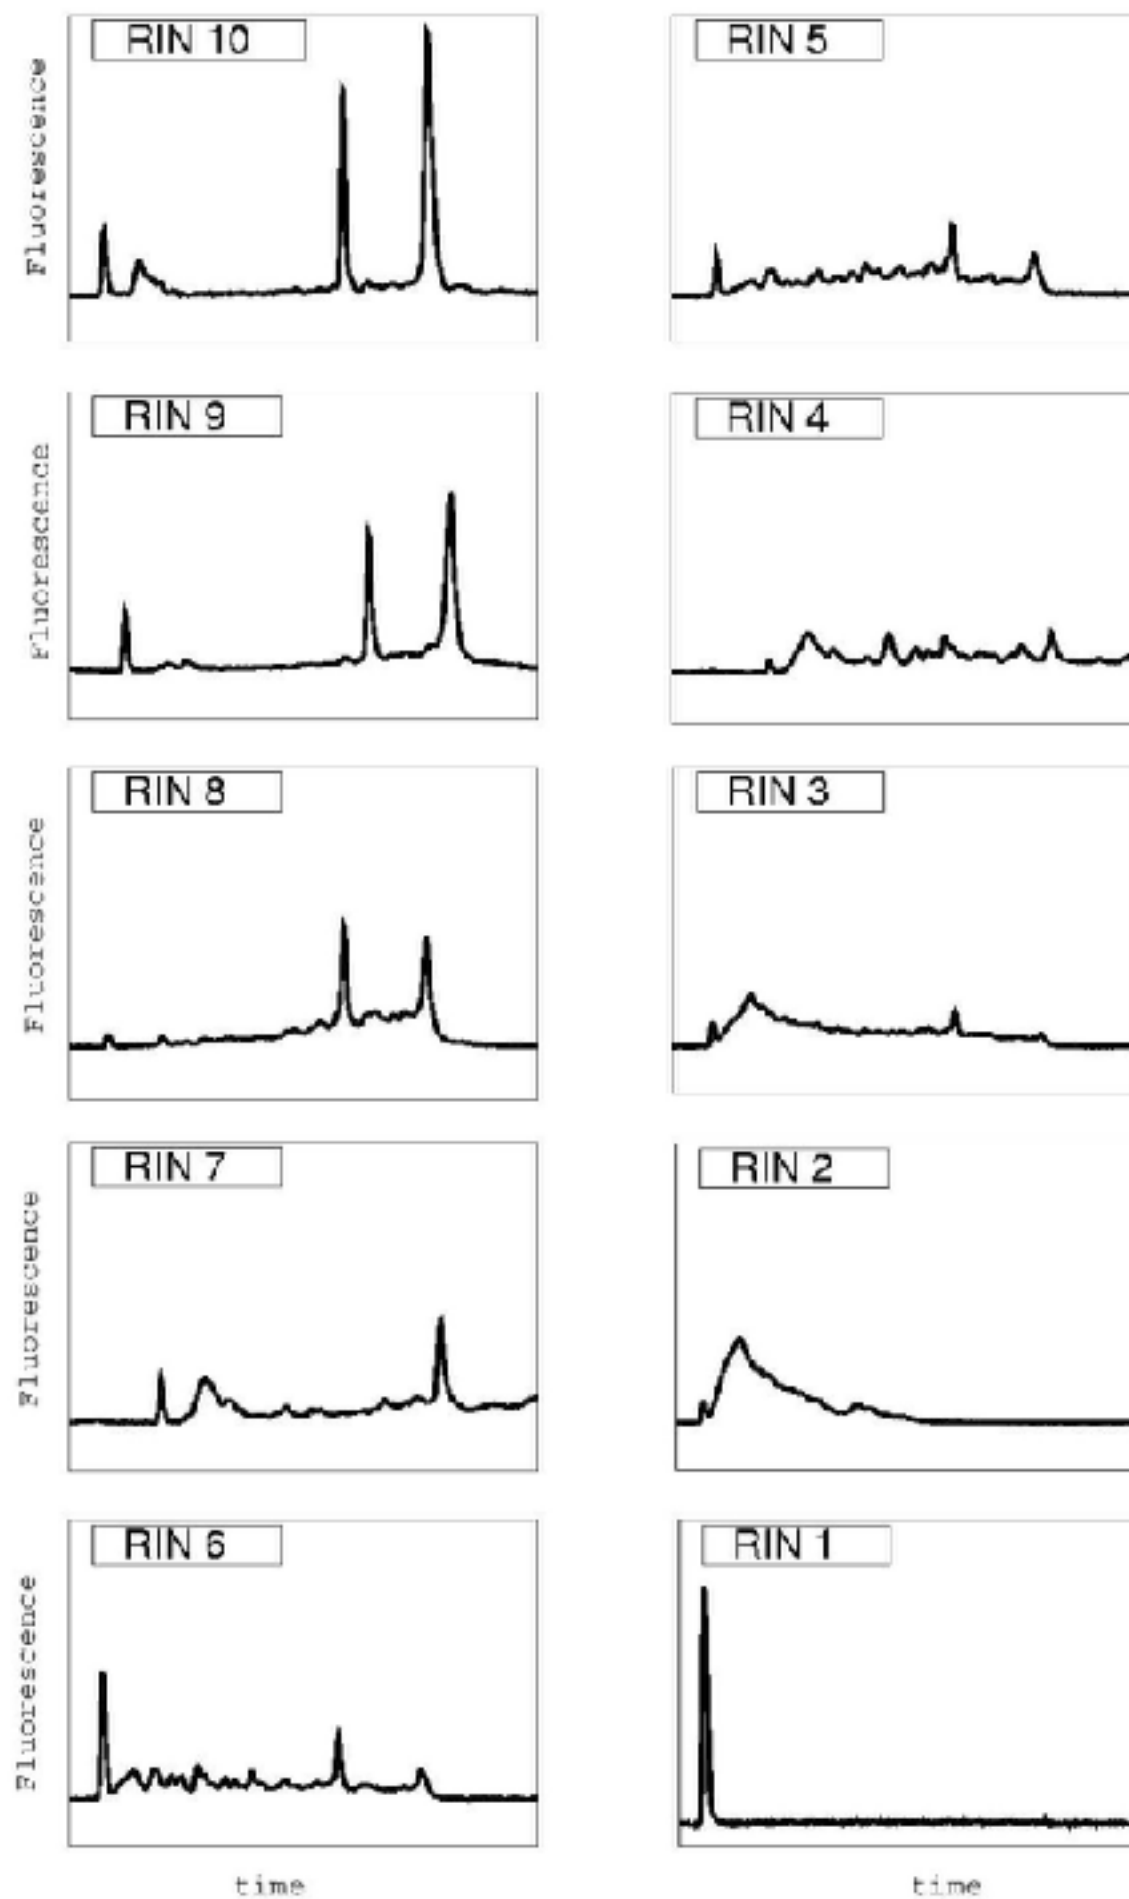 RIN 10
Fluorescence
RIN 5
RIN 9
Fluorescence
RIN 4
RIN 8
Fluorescence
RIN 3
RIN 7
Fluorescence
RIN 2
RIN 6
Fluorescence
RIN 1
time
time